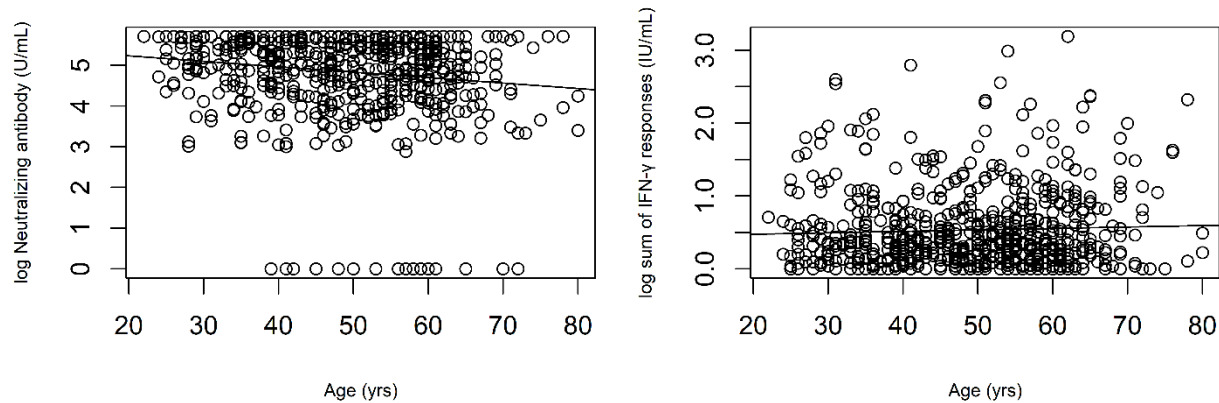 log Neutralizing antibody (U/mL)
5
4
3
2
1
0
20 30 40 50 60 70 80
Age (yrs)
log sum of IFN-γ responses (IU/mL)
3.0
2.0
1.0
0.0
20 30 40 50 60 70 80
Age (yrs)